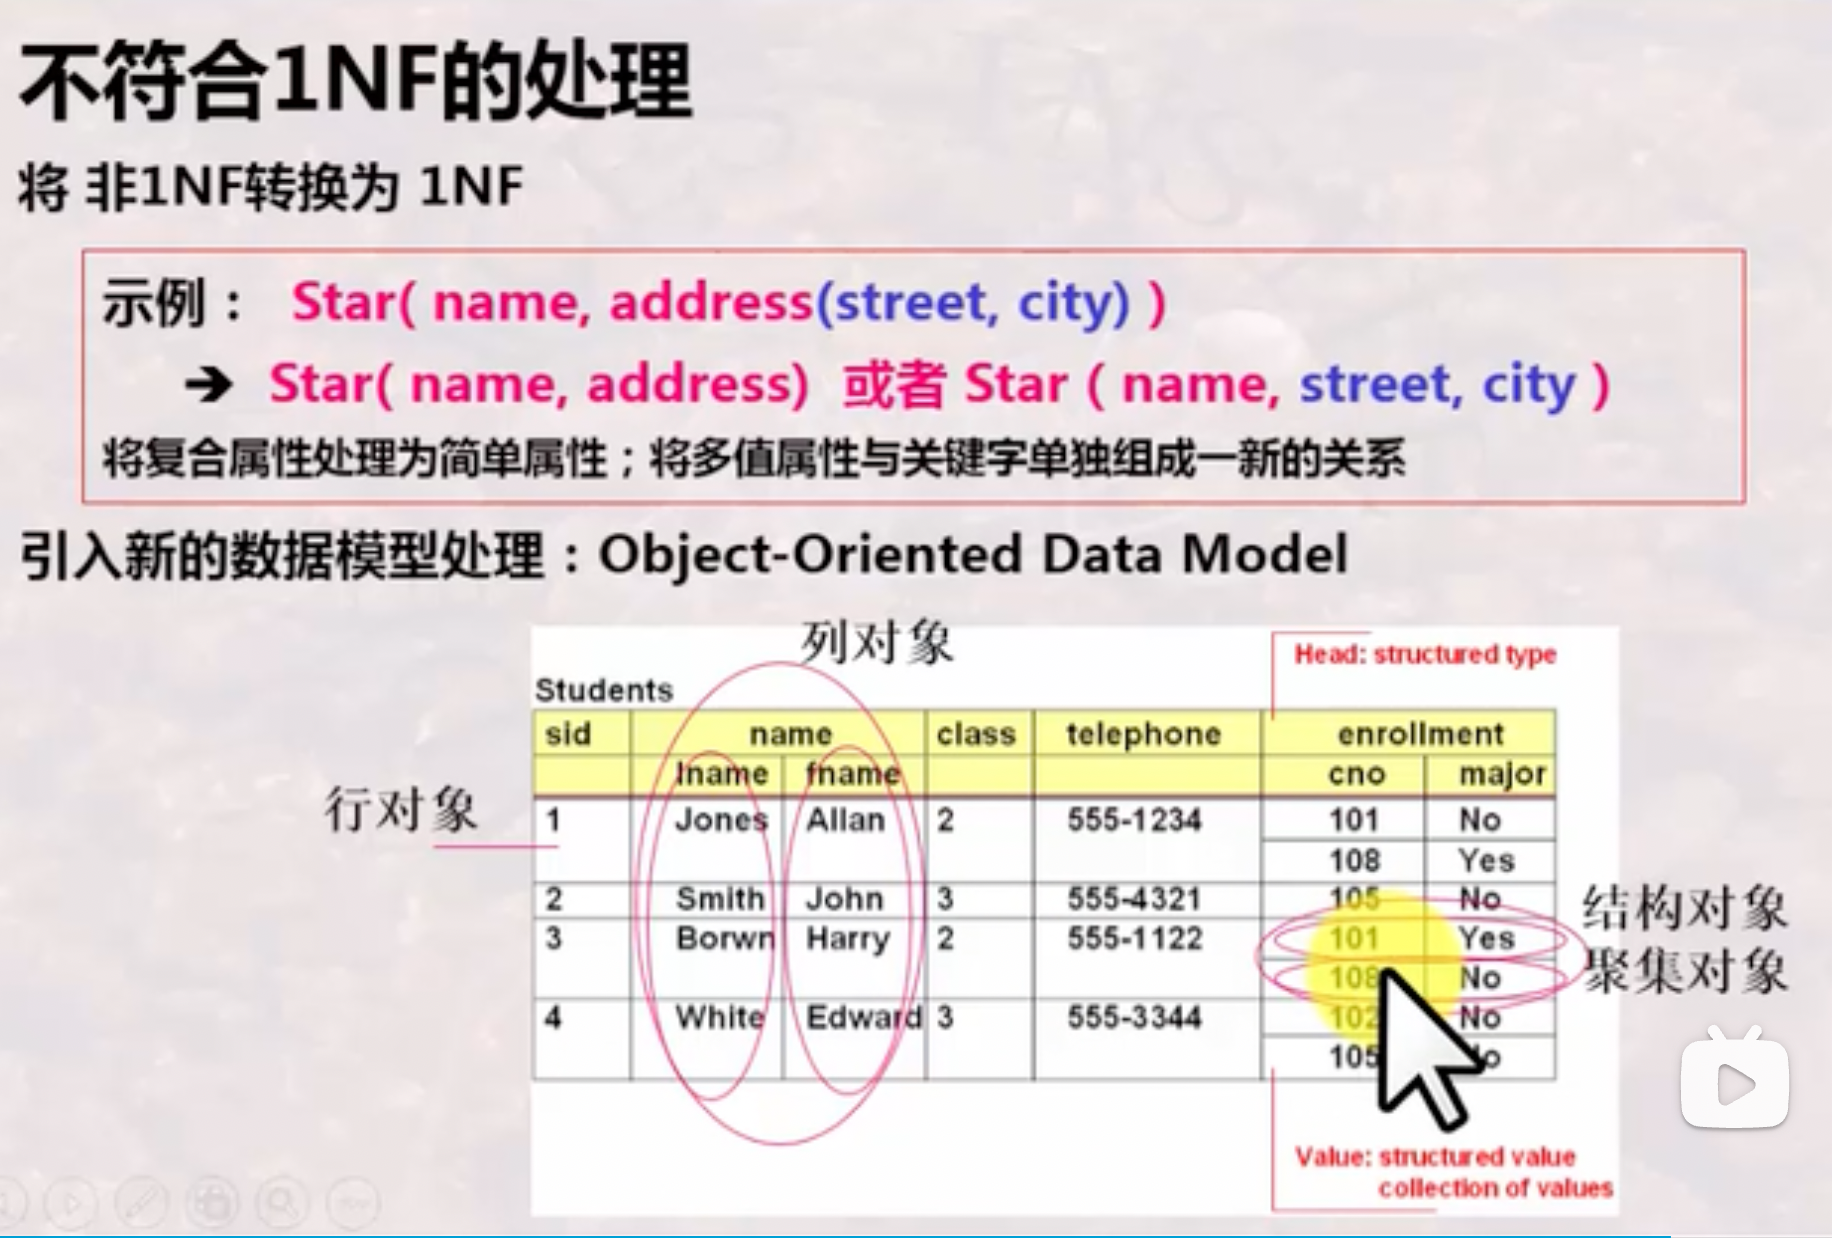 不符合1NF的处理
将 非1NF转换为 1NF
示例： Star( name, address(street, city) )
➔ Star( name, address) 或者 Star ( name, street, city )
将复合属性处理为简单属性；将多值属性与关键字单独组成一新的关系
引入新的数据模型处理：Object-Oriented Data Model
列对象
Head: structured type
Students
sid name class telephone enrollment
lname fname cno major
行对象
1 Jones Allan 2 555-1234 101 No
108 Yes
2 Smith John 3 555-4321 105 No
结构对象
3 Borwn Harry 2 555-1122 101 Yes
聚集对象
108 No
4 White Edward 3 555-3344 102 No
105
Value: structured value
collection of values